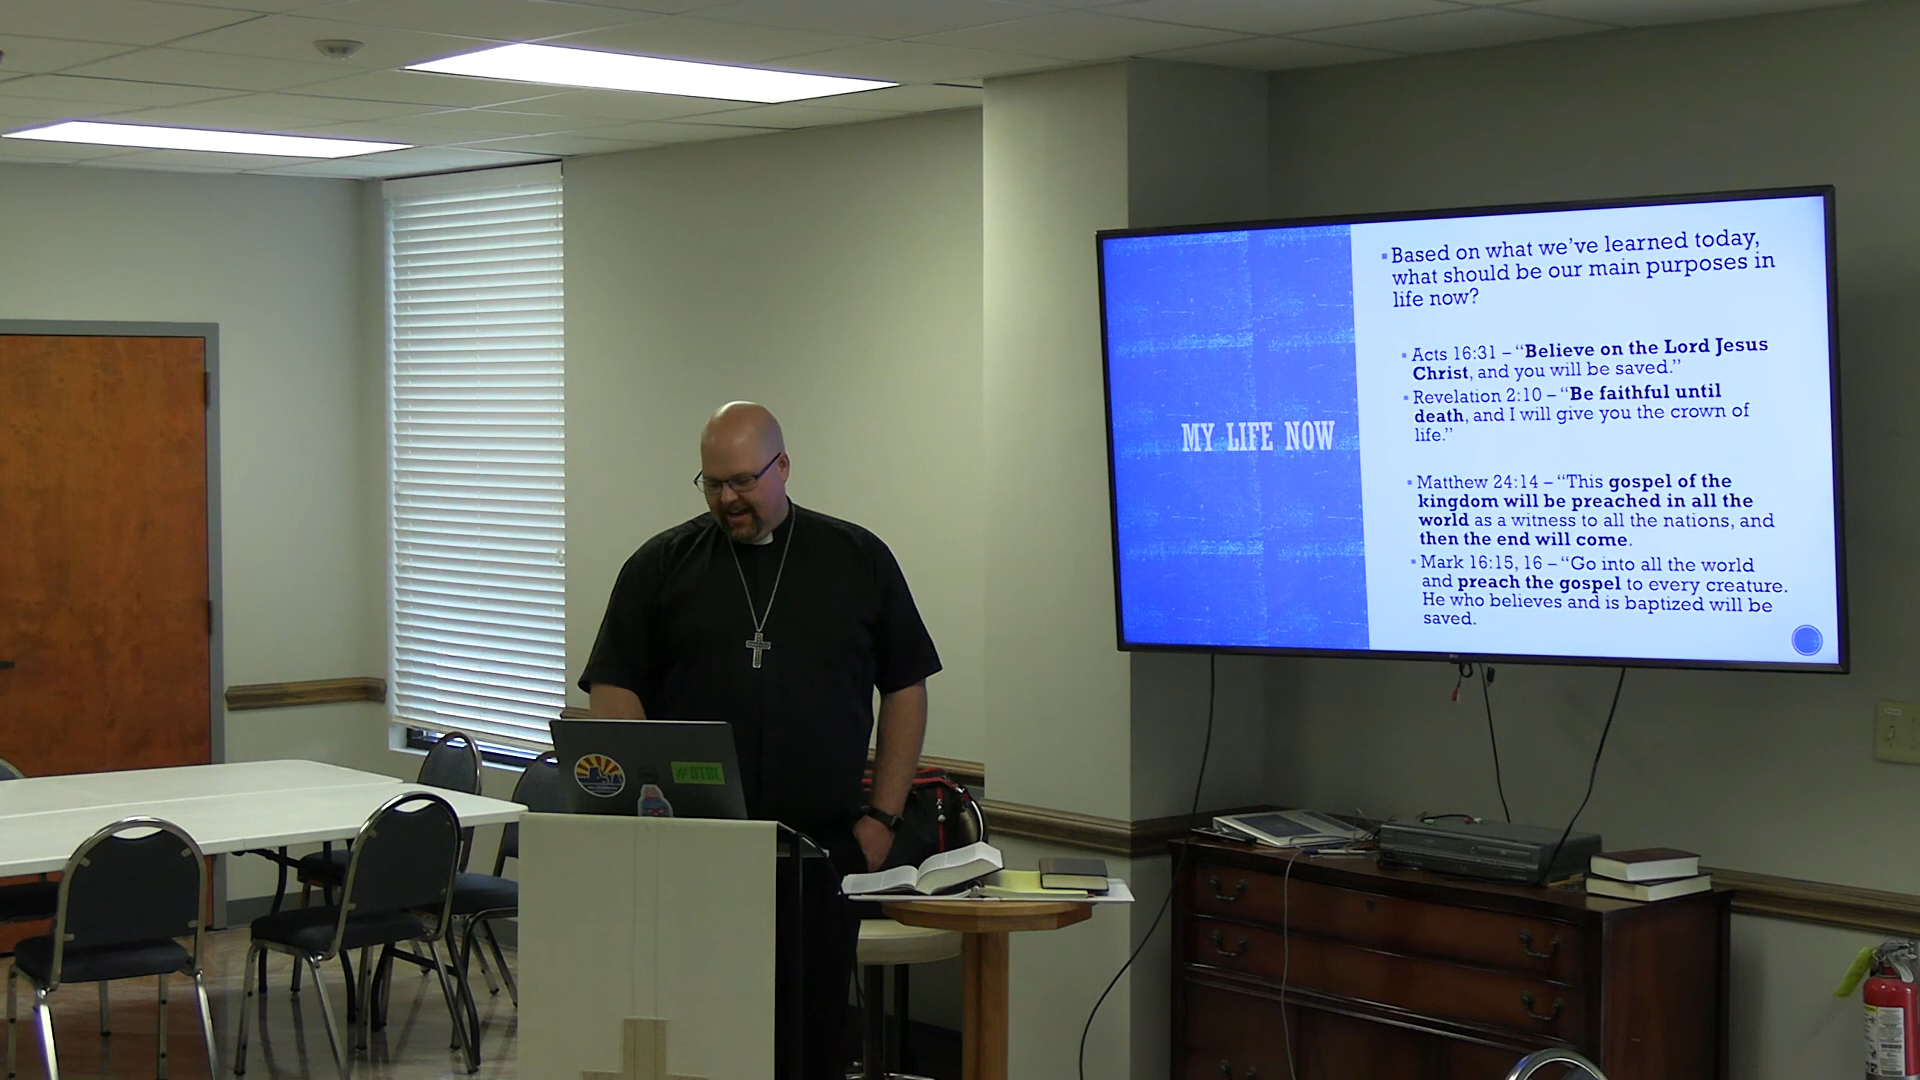 MY LIFE NOW
Based on what we've learned today,
what should be our main purposes in
life now?
Acts 16:31 – "Believe on the Lord Jesus
Christ, and you will be saved."
Revelation 2:10 – "Be faithful until
death, and I will give you the crown of
life."
Matthew 24:14 – "This gospel of the
kingdom will be preached in all the
world as a witness to all the nations, and
then the end will come.
Mark 16:15, 16 – "Go into all the world
and preach the gospel to every creature.
He who believes and is baptized will be
saved.
#DTBL